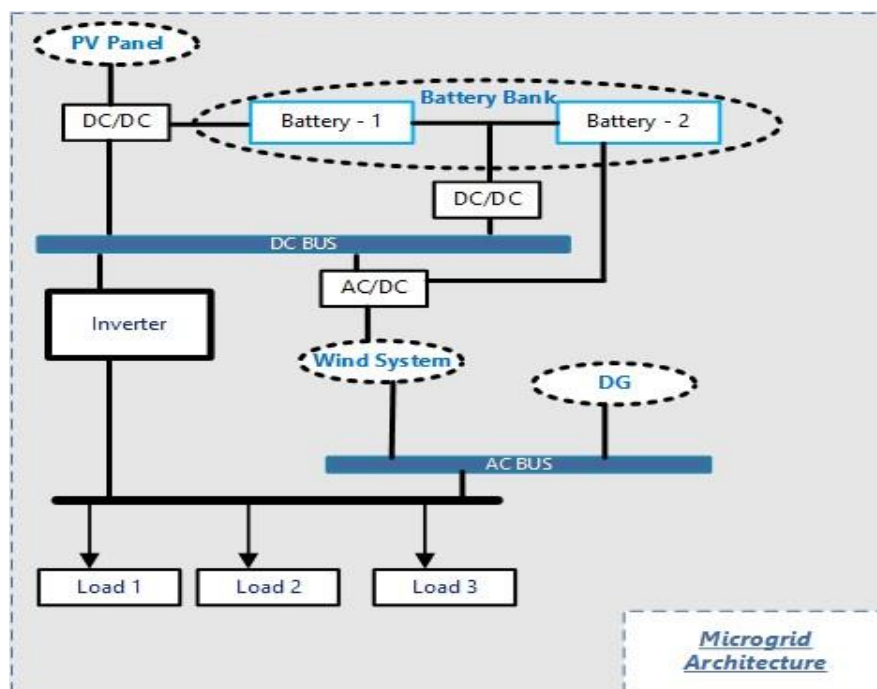 PV Panel
Battery Bank
DC/DC
Battery - 1
Battery - 2
DC/DC
DC BUS
AC/DC
Inverter
Wind System
DG
AC BUS
Load 1
Load 2
Load 3
Microgrid
Architecture